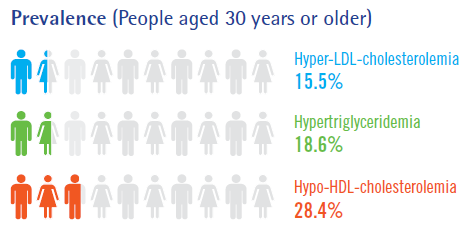 Prevalence (People aged 30 years or older)
Hyper-LDL-cholesterolemia
15.5%
Hypertriglyceridemia
18.6%
Hypo-HDL-cholesterolemia
28.4%